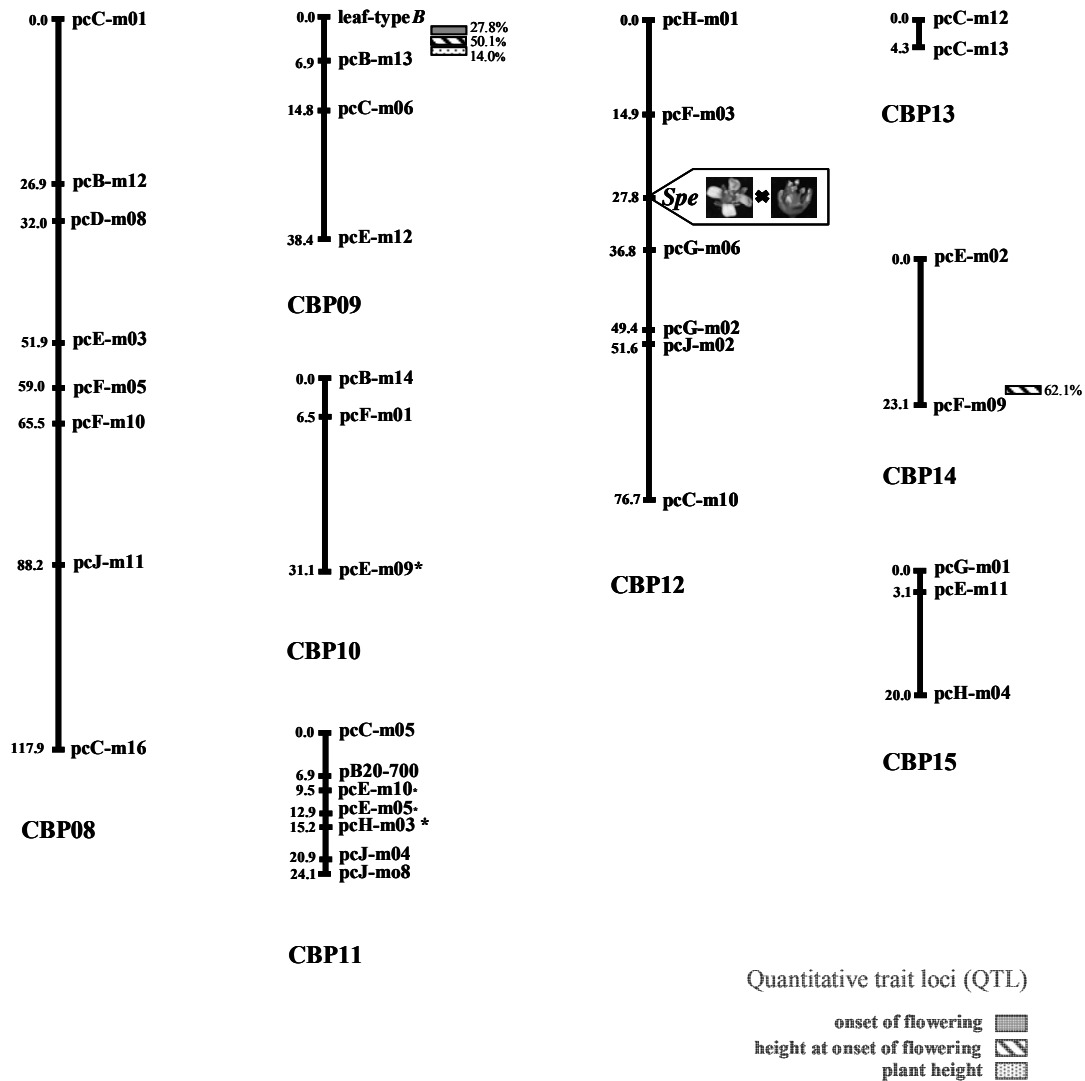 0.0 pcC-m01
26.9 pcB-m12
32.0 pcD-m08
51.9 pcE-m03
59.0 pcF-m05
65.5 pcF-m10
88.2 pcJ-m11
117.9 pcC-m16
CBP08
0.0 leaf-type B
27.8%
50.1%
14.0%
6.9 pcB-m13
14.8 pcC-m06
38.4 pcE-m12
CBP09
0.0 pcB-m14
6.5 pcF-m01
31.1 pcE-m09*
CBP10
0.0 pcC-m05
6.9 pB20-700
9.5 pcE-m10*
12.9 pcE-m05*
15.2 pcH-m03 *
20.9 pcJ-m04
24.1 pcJ-mo8
CBP11
0.0 pcH-m01
14.9 pcF-m03
27.8 Spe
36.8 pcG-m06
49.4 pcG-m02
51.6 pcJ-m02
76.7 pcC-m10
CBP12
0.0 pcC-m12
4.3 pcC-m13
CBP13
0.0 pcE-m02
62.1%
23.1 pcF-m09
CBP14
0.0 pcG-m01
3.1 pcE-m11
20.0 pcH-m04
CBP15
Quantitative trait loci (QTL)
onset of flowering
height at onset of flowering
plant height